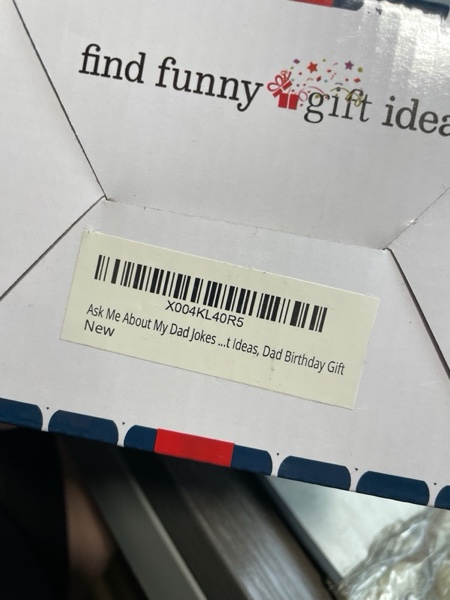 find funny gift idea
X004KL40R5
Ask Me About My Dad Jokes ...t Ideas, Dad Birthday Gift
New